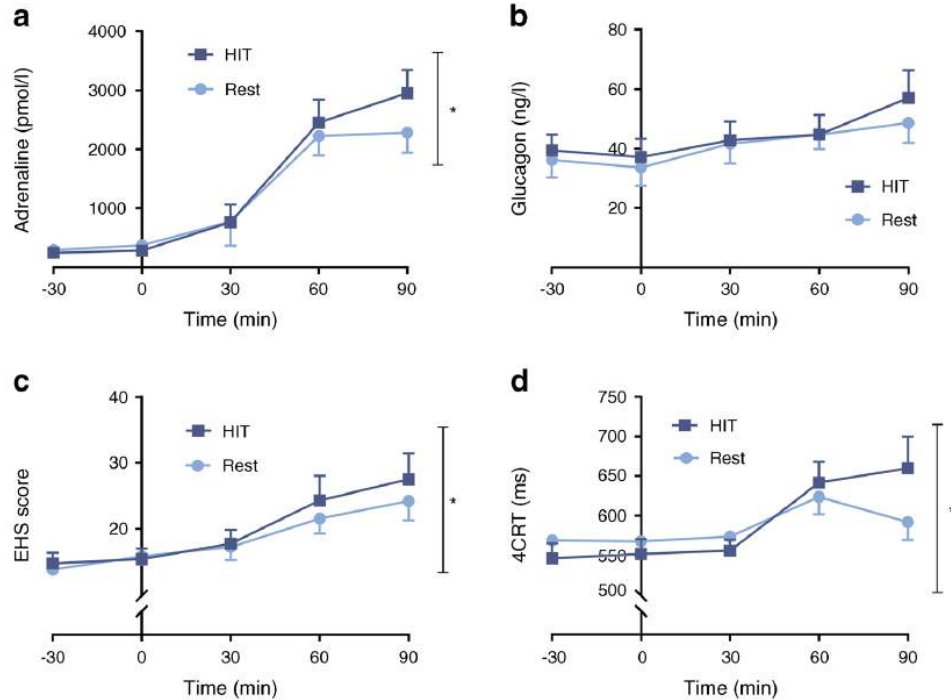 a
4000
3000
2000
1000
Adrenaline (pmol/l)
HIT
Rest
*
-30 0 30 60 90
Time (min)
b
80
60
40
20
Glucagon (ng/l)
HIT
Rest
-30 0 30 60 90
Time (min)
c
40
30
20
EHS score
HIT
Rest
*
-30 0 30 60 90
Time (min)
d
750
700
650
600
550
500
4CRT (ms)
HIT
Rest
*
-30 0 30 60 90
Time (min)